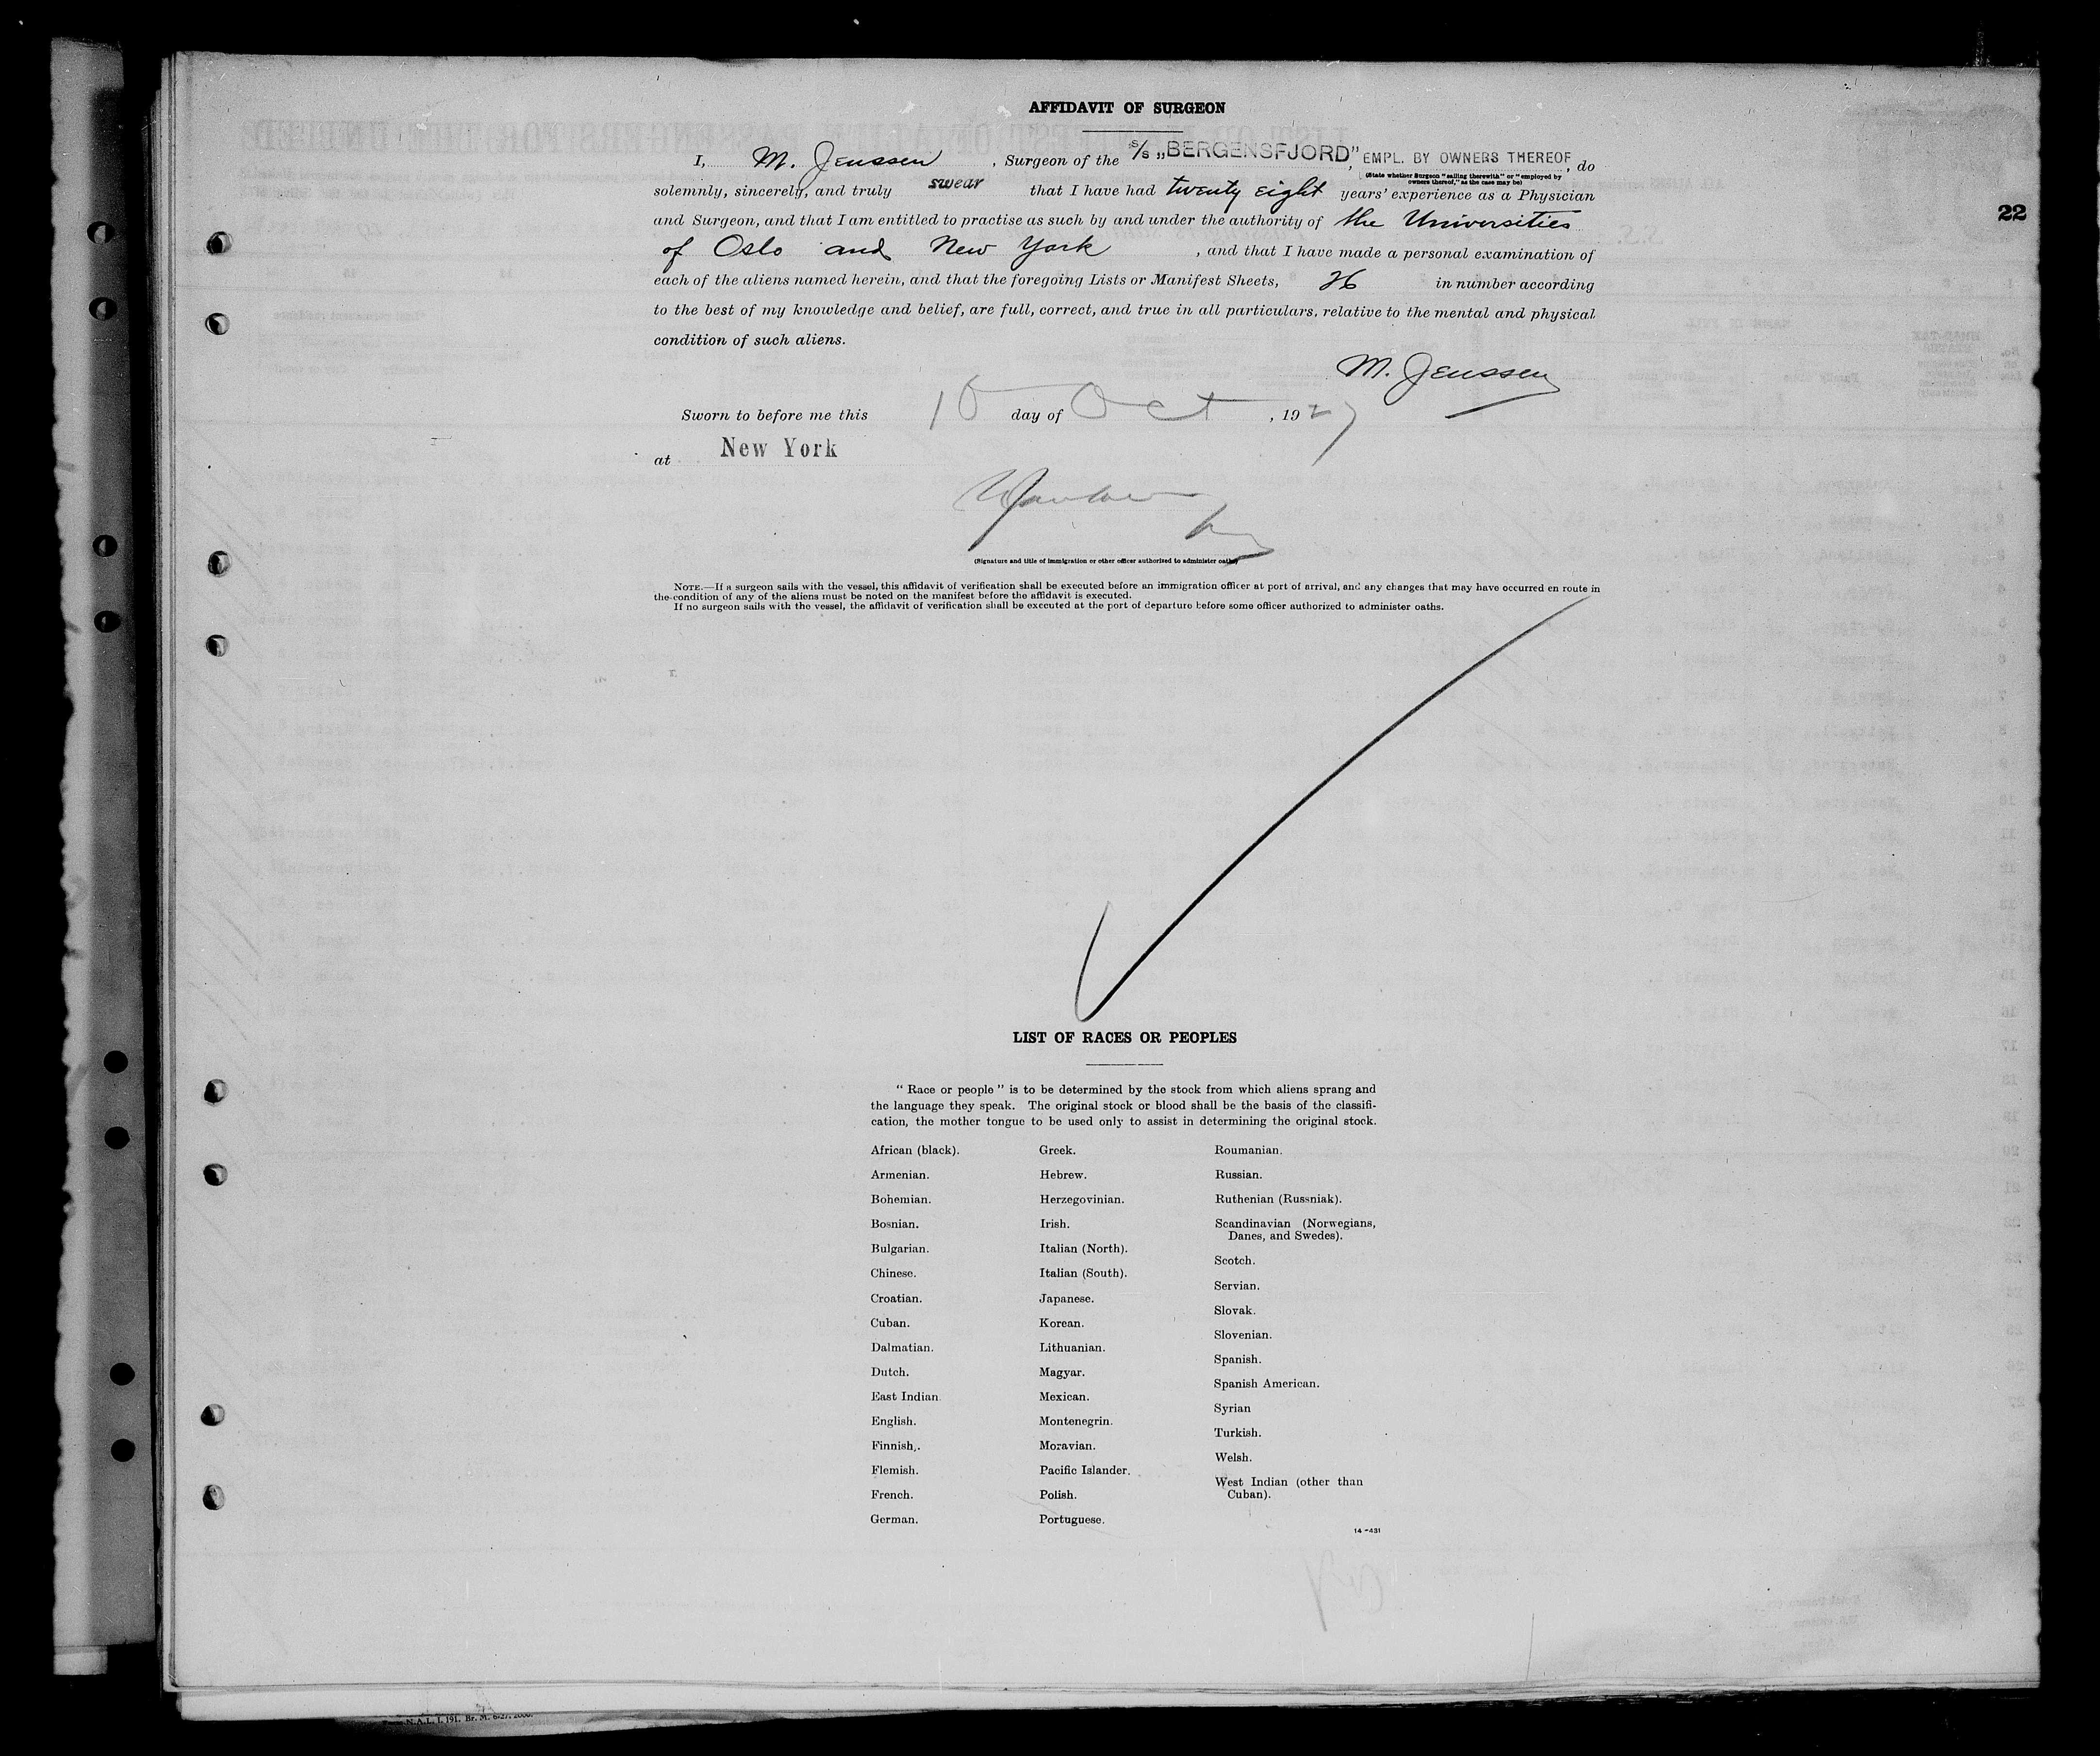 AFFIDAVIT OF SURGEON
I, M. Jenssen, Surgeon of the S/S „BERGENSFJORD", EMPL. BY OWNERS THEREOF, do
(State whether Surgeon "sailing therewith" or "employed by
owners thereof," as the case may be)
solemnly, sincerely, and truly swear that I have had twenty eight years' experience as a Physician
and Surgeon, and that I am entitled to practise as such by and under the authority of the Universities
22
of Oslo and New York, and that I have made a personal examination of
each of the aliens named herein, and that the foregoing Lists or Manifest Sheets, 26 in number according
to the best of my knowledge and belief, are full, correct, and true in all particulars, relative to the mental and physical
condition of such aliens.
M. Jenssen
Sworn to before me this 10 day of Oct, 1927
at New York
(Signature and title of immigration or other officer authorized to administer oaths)
NOTE.—If a surgeon sails with the vessel, this affidavit of verification shall be executed before an immigration officer at port of arrival, and any changes that may have occurred en route in
the condition of any of the aliens must be noted on the manifest before the affidavit is executed.
If no surgeon sails with the vessel, the affidavit of verification shall be executed at the port of departure before some officer authorized to administer oaths.
LIST OF RACES OR PEOPLES
" Race or people " is to be determined by the stock from which aliens sprang and
the language they speak. The original stock or blood shall be the basis of the classifi-
cation, the mother tongue to be used only to assist in determining the original stock.
African (black).
Armenian.
Bohemian.
Bosnian.
Bulgarian.
Chinese.
Croatian.
Cuban.
Dalmatian.
Dutch.
East Indian.
English.
Finnish.
Flemish.
French.
German.
Greek.
Hebrew.
Herzegovinian.
Irish.
Italian (North).
Italian (South).
Japanese.
Korean.
Lithuanian.
Magyar.
Mexican.
Montenegrin.
Moravian.
Pacific Islander.
Polish.
Portuguese.
Roumanian.
Russian.
Ruthenian (Russniak).
Scandinavian (Norwegians,
Danes, and Swedes).
Scotch.
Servian.
Slovak.
Slovenian.
Spanish.
Spanish American.
Syrian
Turkish.
Welsh.
West Indian (other than
Cuban).
14-431
N.A.L. I. 191. Br. M. 6-27. 2000.